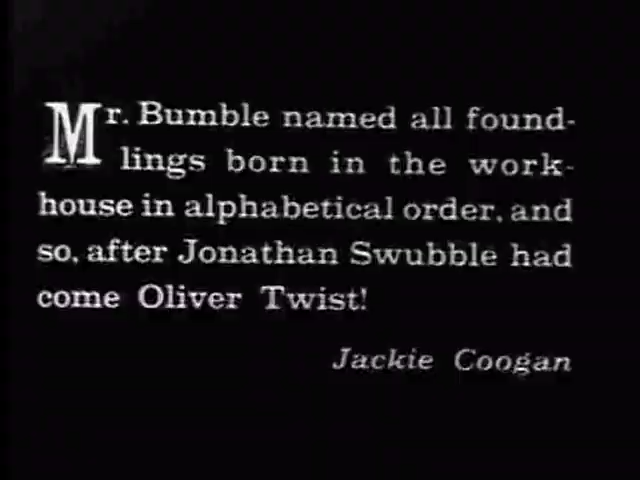 Mr. Bumble named all found-
lings born in the work-
house in alphabetical order, and
so, after Jonathan Swubble had
come Oliver Twist!
Jackie Coogan